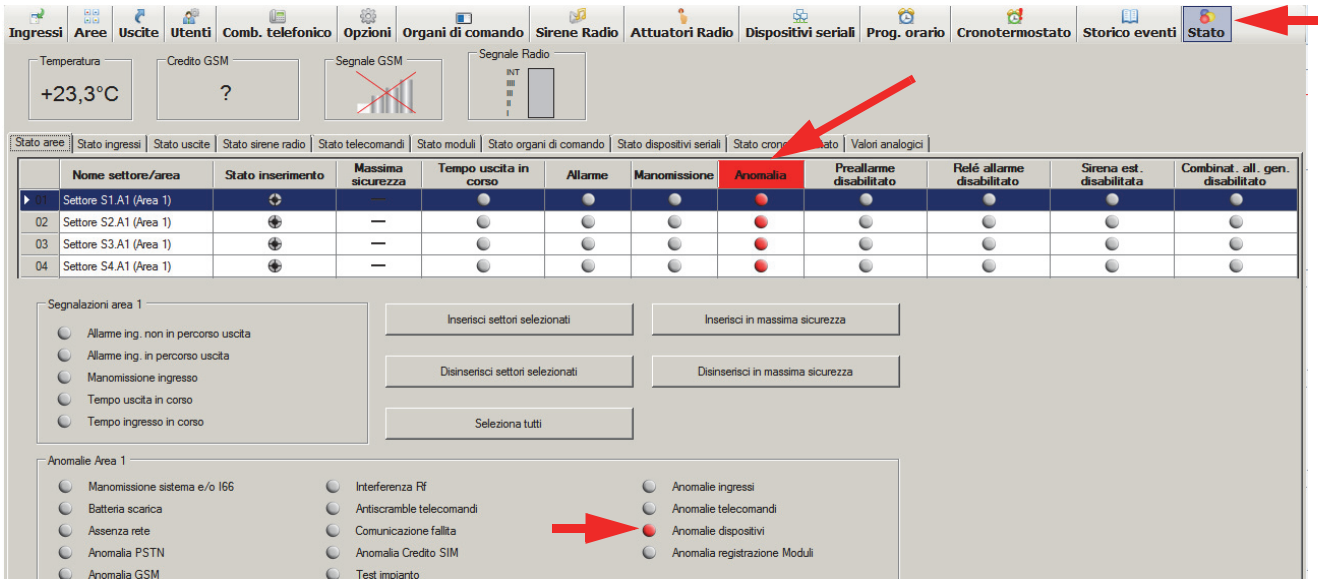 Ingressi Aree Uscite Utenti Comb. telefonico Opzioni Organi di comando Sirene Radio Attuatori Radio Dispositivi seriali Prog. orario Cronotermostato Storico eventi Stato
Temperatura
+23,3°C
Credito GSM
?
Segnale GSM
Segnale Radio
INT
IIII
III
II
I
Stato aree Stato ingressi Stato uscite Stato sirene radio Stato telecomandi Stato moduli Stato organi di comando Stato dispositivi seriali Stato crono ato Valori analogici
Nome settore/area Stato inserimento Massima sicurezza Tempo uscita in corso Allarme Manomissione Anomalia Preallarme disabilitato Relé allarme disabilitato Sirena est. disabilitata Combinat. all. gen. disabilitato
01 Settore S1.A1 (Area 1)
02 Settore S2.A1 (Area 1)
03 Settore S3.A1 (Area 1)
04 Settore S4.A1 (Area 1)
Segnalazioni area 1
Allarme ing. non in percorso uscita
Allarme ing. in percorso uscita
Manomissione ingresso
Tempo uscita in corso
Tempo ingresso in corso
Inserisci settori selezionati
Inserisci in massima sicurezza
Disinserisci settori selezionati
Disinserisci in massima sicurezza
Seleziona tutti
Anomalie Area 1
Manomissione sistema e/o I66
Batteria scarica
Assenza rete
Anomalia PSTN
Anomalia GSM
Interferenza Rf
Antiscramble telecomandi
Comunicazione fallita
Anomalia Credito SIM
Test impianto
Anomalie ingressi
Anomalie telecomandi
Anomalie dispositivi
Anomalia registrazione Moduli